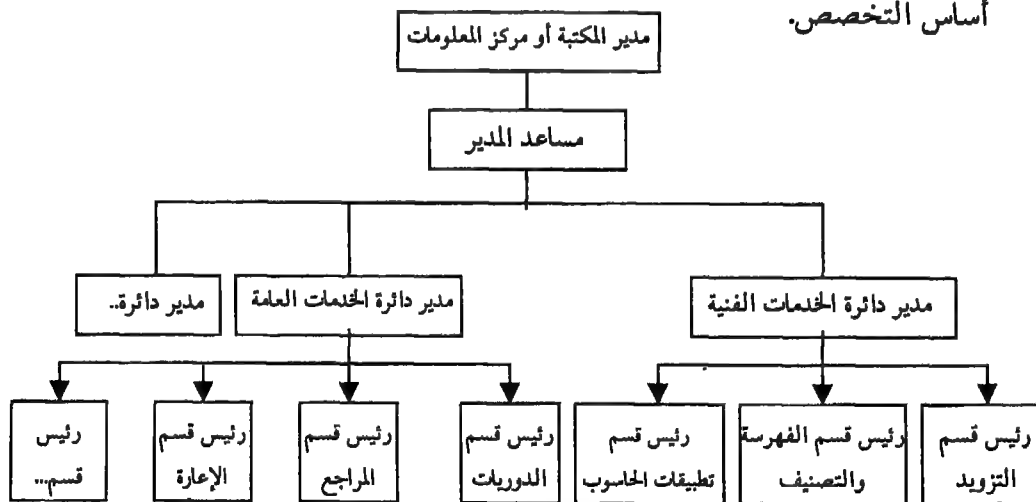 أساس التخصص.
مدير المكتبة أو مركز المعلومات
مساعد المدير
مدير دائرة الخدمات الفنية
مدير دائرة الخدمات العامة
مدير دائرة..
رئيس قسم
التزويد
رئيس قسم الفهرسة
والتصنيف
رئيس قسم
تطبيقات الحاسوب
رئيس قسم
الدوريات
رئيس قسم
المراجع
رئيس قسم
الإعارة
رئيس
قسم...